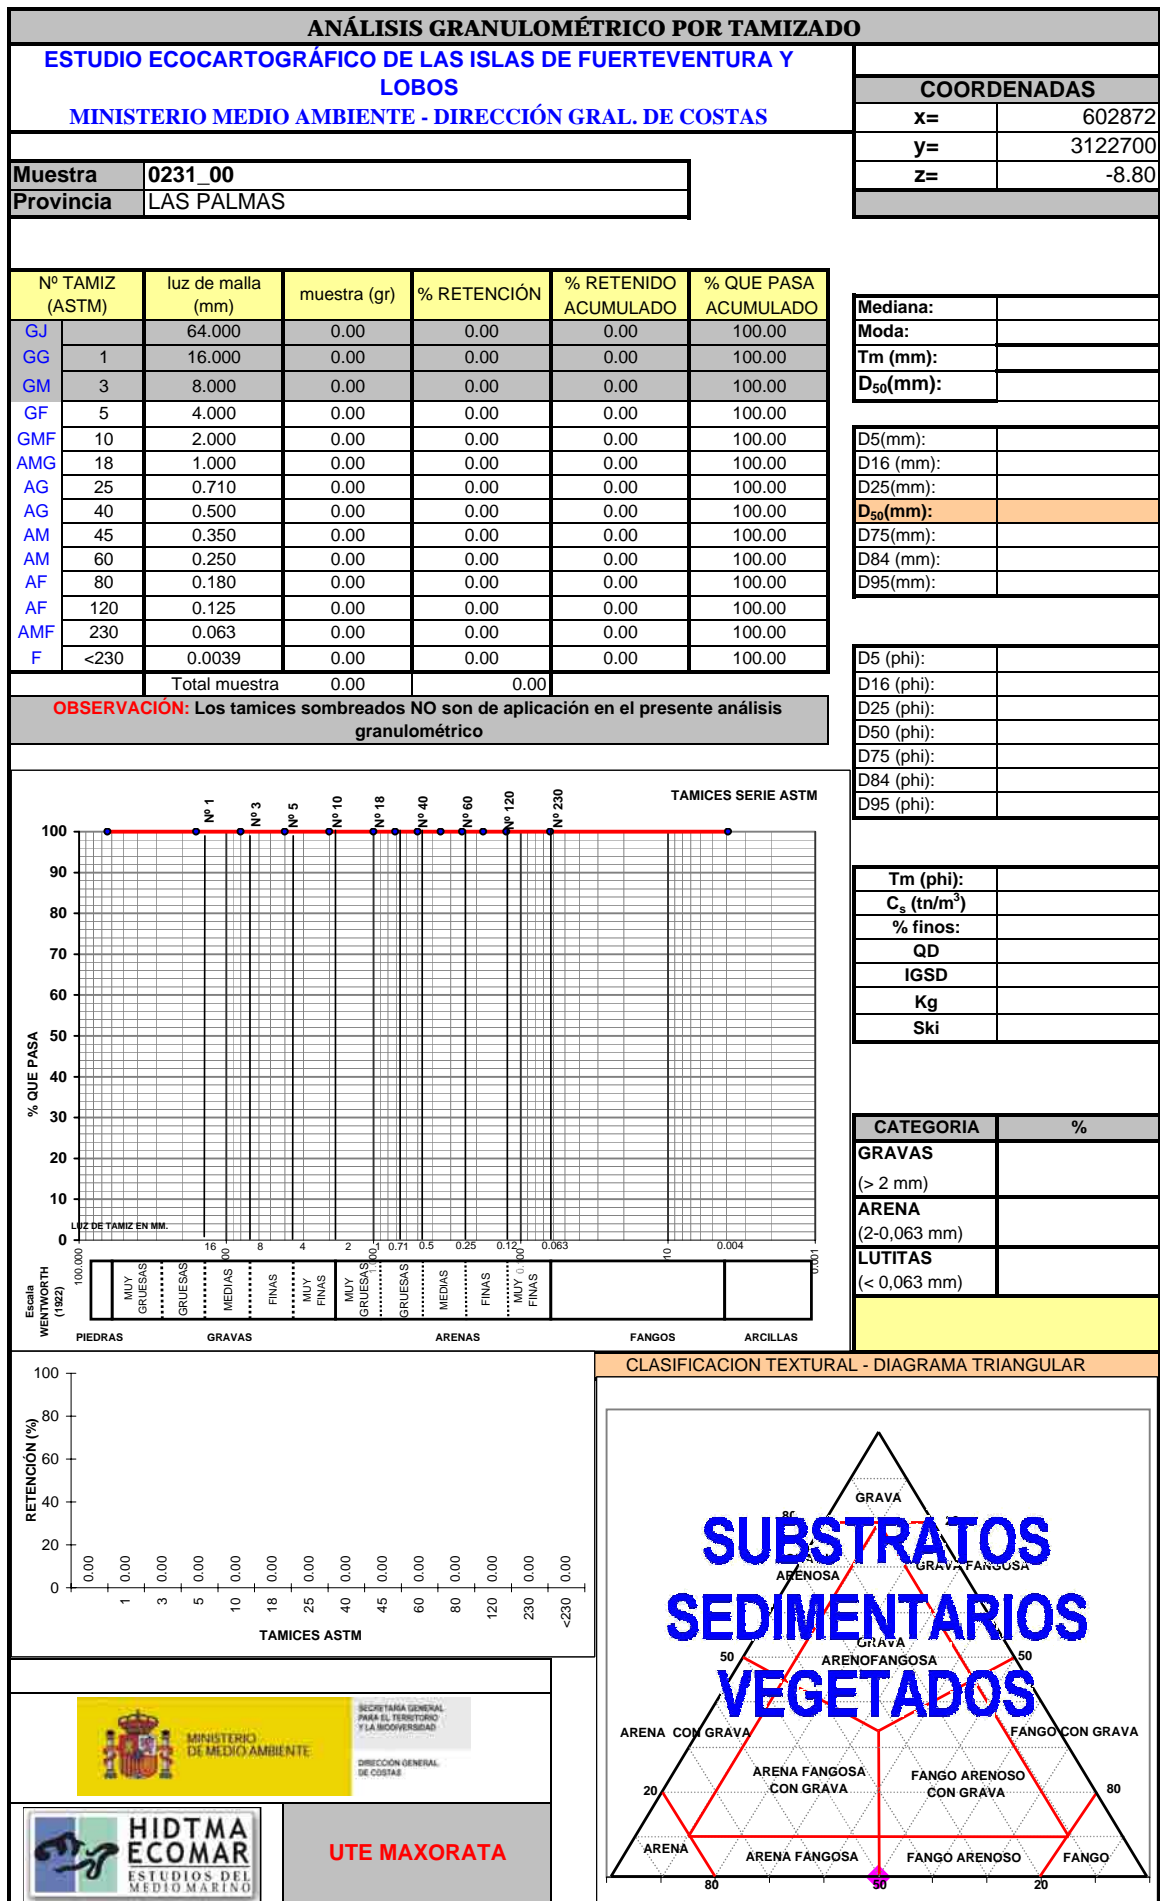 ANÁLISIS GRANULOMÉTRICO POR TAMIZADO
ESTUDIO ECOCARTOGRÁFICO DE LAS ISLAS DE FUERTEVENTURA Y
LOBOS
MINISTERIO MEDIO AMBIENTE - DIRECCIÓN GRAL. DE COSTAS
COORDENADAS
x= 602872
y= 3122700
z= -8.80
Muestra 0231_00
Provincia LAS PALMAS
Nº TAMIZ (ASTM) luz de malla (mm) muestra (gr) % RETENCIÓN % RETENIDO ACUMULADO % QUE PASA ACUMULADO
GJ 64.000 0.00 0.00 0.00 100.00
GG 1 16.000 0.00 0.00 0.00 100.00
GM 3 8.000 0.00 0.00 0.00 100.00
GF 5 4.000 0.00 0.00 0.00 100.00
GMF 10 2.000 0.00 0.00 0.00 100.00
AMG 18 1.000 0.00 0.00 0.00 100.00
AG 25 0.710 0.00 0.00 0.00 100.00
AG 40 0.500 0.00 0.00 0.00 100.00
AM 45 0.350 0.00 0.00 0.00 100.00
AM 60 0.250 0.00 0.00 0.00 100.00
AF 80 0.180 0.00 0.00 0.00 100.00
AF 120 0.125 0.00 0.00 0.00 100.00
AMF 230 0.063 0.00 0.00 0.00 100.00
F <230 0.0039 0.00 0.00 0.00 100.00
Total muestra 0.00 0.00
OBSERVACIÓN: Los tamices sombreados NO son de aplicación en el presente análisis
granulométrico
Mediana:
Moda:
Tm (mm):
D50(mm):
D5(mm):
D16 (mm):
D25(mm):
D50(mm):
D75(mm):
D84 (mm):
D95(mm):
D5 (phi):
D16 (phi):
D25 (phi):
D50 (phi):
D75 (phi):
D84 (phi):
D95 (phi):
Tm (phi):
Cs (tn/m3)
% finos:
QD
IGSD
Kg
Ski
CATEGORIA %
GRAVAS
(> 2 mm)
ARENA
(2-0,063 mm)
LUTITAS
(< 0,063 mm)
TAMICES SERIE ASTM
Nº 1 Nº 3 Nº 5 Nº 10 Nº 18 Nº 40 Nº 60 Nº 120 Nº 230
% QUE PASA
100
90
80
70
60
50
40
30
20
10
0
LUZ DE TAMIZ EN MM.
16 8 4 2 1 0.71 0.5 0.25 0.12 0.063 0.004
100.000 0.001
Escala
WENTWORTH
(1922)
MUY GRUESAS GRUESAS MEDIAS FINAS MUY FINAS MUY GRUESAS GRUESAS MEDIAS FINAS MUY FINAS
PIEDRAS GRAVAS ARENAS FANGOS ARCILLAS
RETENCIÓN (%)
100
80
60
40
20
0
0.00 0.00 0.00 0.00 0.00 0.00 0.00 0.00 0.00 0.00 0.00 0.00 0.00 0.00
1 3 5 10 18 25 40 45 60 80 120 230 <230
TAMICES ASTM
CLASIFICACION TEXTURAL - DIAGRAMA TRIANGULAR
GRAVA
SUBSTRATOS
ARENOSA GRAVA FANGOSA
SEDIMENTARIOS
GRAVA
ARENOFANGOSA
50 50
VEGETADOS
ARENA CON GRAVA FANGO CON GRAVA
ARENA FANGOSA
CON GRAVA
FANGO ARENOSO
CON GRAVA
20 80
ARENA ARENA FANGOSA FANGO ARENOSO FANGO
80 50 20
MINISTERIO
DE MEDIO AMBIENTE
SECRETARÍA GENERAL
PARA EL TERRITORIO
Y LA BIODIVERSIDAD
DIRECCIÓN GENERAL
DE COSTAS
HIDTMA
ECOMAR
ESTUDIOS DEL
MEDIO MARINO
UTE MAXORATA